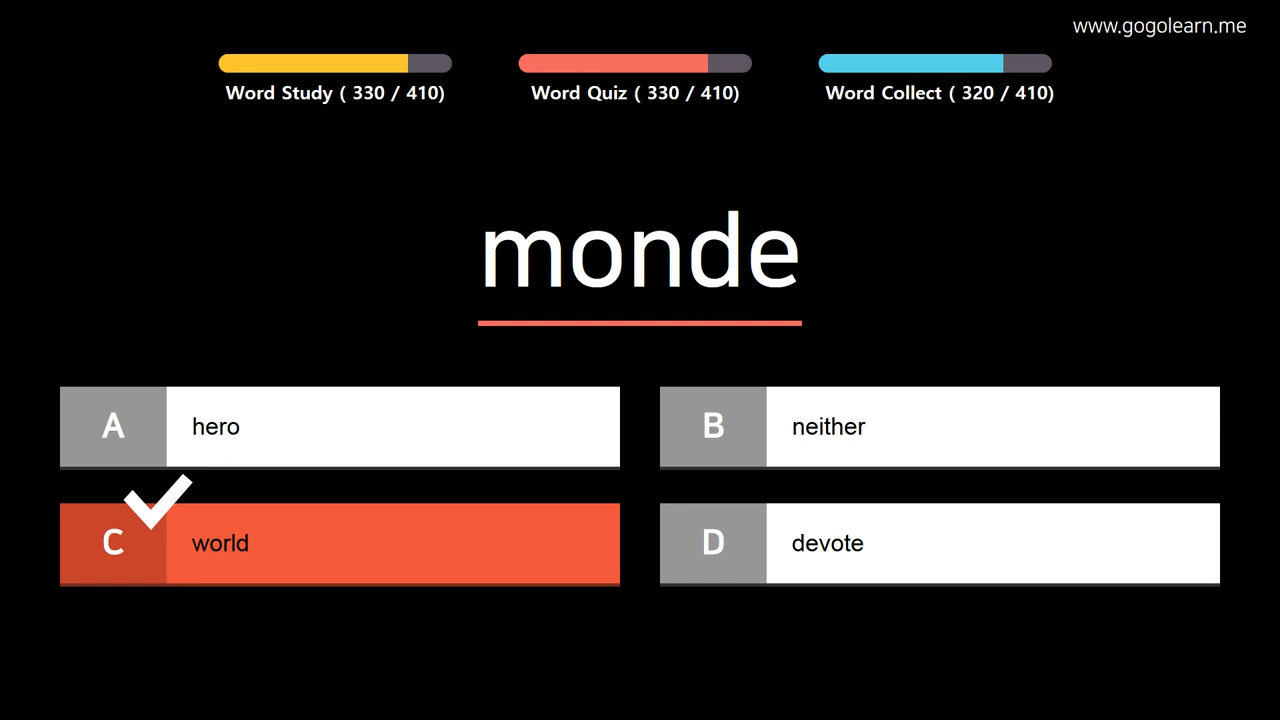 www.gogolearn.me
Word Study ( 330 / 410)
Word Quiz ( 330 / 410)
Word Collect ( 320 / 410)
monde
A hero
B neither
C world
D devote